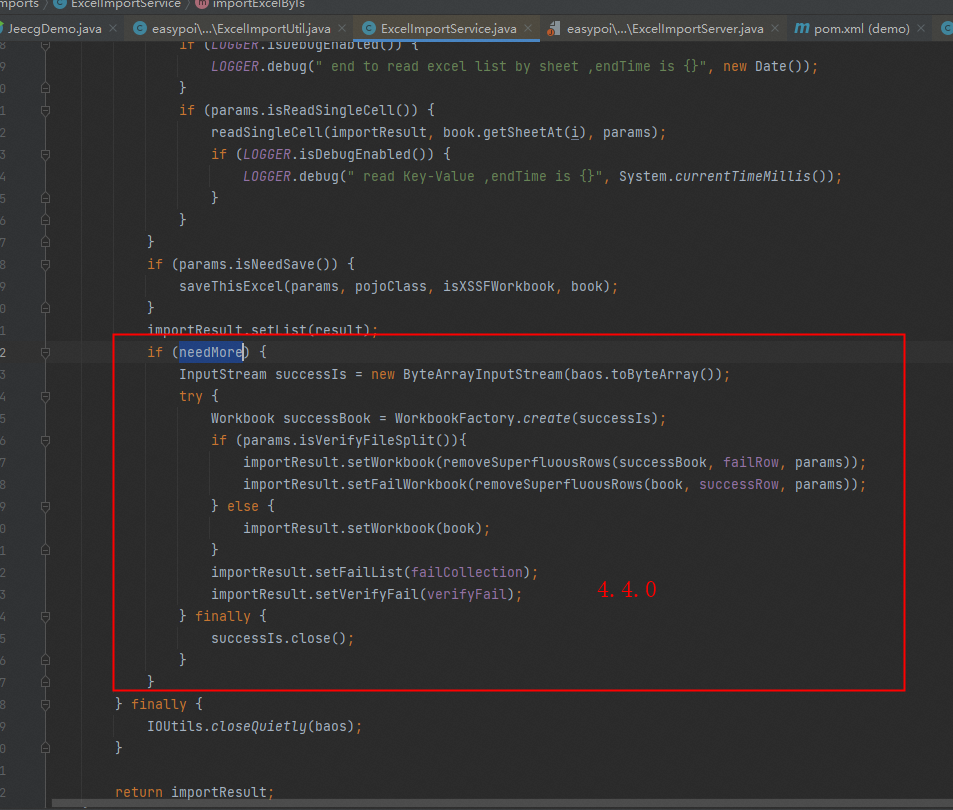 mports / ExcelImportService / importExcelByIs
JeecgDemo.java easypoi\...\ExcelImportUtil.java ExcelImportService.java easypoi\...\ExcelImportServer.java pom.xml (demo)
if (LOGGER.isDebugEnabled()) {
LOGGER.debug(" end to read excel list by sheet ,endTime is {}", new Date());
}
if (params.isReadSingleCell()) {
readSingleCell(importResult, book.getSheetAt(i), params);
if (LOGGER.isDebugEnabled()) {
LOGGER.debug(" read Key-Value ,endTime is {}", System.currentTimeMillis());
}
}
}
if (params.isNeedSave()) {
saveThisExcel(params, pojoClass, isXSSFWorkbook, book);
}
importResult.setList(result);
if (needMore) {
InputStream successIs = new ByteArrayInputStream(baos.toByteArray());
try {
Workbook successBook = WorkbookFactory.create(successIs);
if (params.isVerifyFileSplit()){
importResult.setWorkbook(removeSuperfluousRows(successBook, failRow, params));
importResult.setFailWorkbook(removeSuperfluousRows(book, successRow, params));
} else {
importResult.setWorkbook(book);
}
importResult.setFailList(failCollection);
importResult.setVerifyFail(verifyFail);
4.4.0
} finally {
successIs.close();
}
}
} finally {
IOUtils.closeQuietly(baos);
}
return importResult;